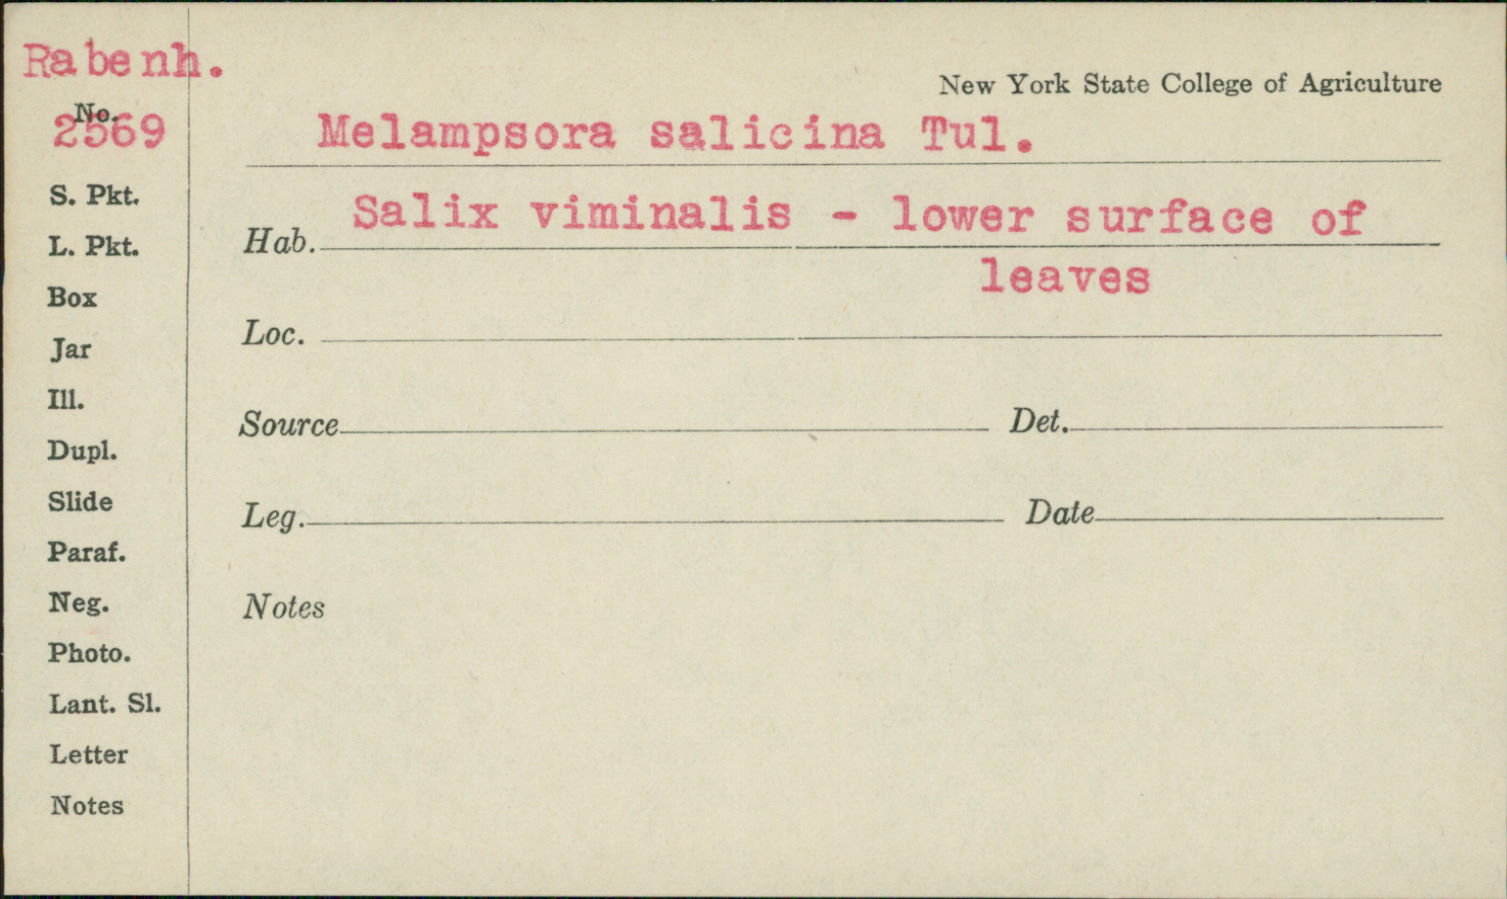 Rabenh.
New York State College of Agriculture
No.
2569
Melampsora salicina Tul.
S. Pkt.
Hab. Salix viminalis - lower surface of
leaves
L. Pkt.
Box
Loc.
Jar
Ill.
Source Det.
Dupl.
Slide
Leg. Date
Paraf.
Neg.
Notes
Photo.
Lant. Sl.
Letter
Notes